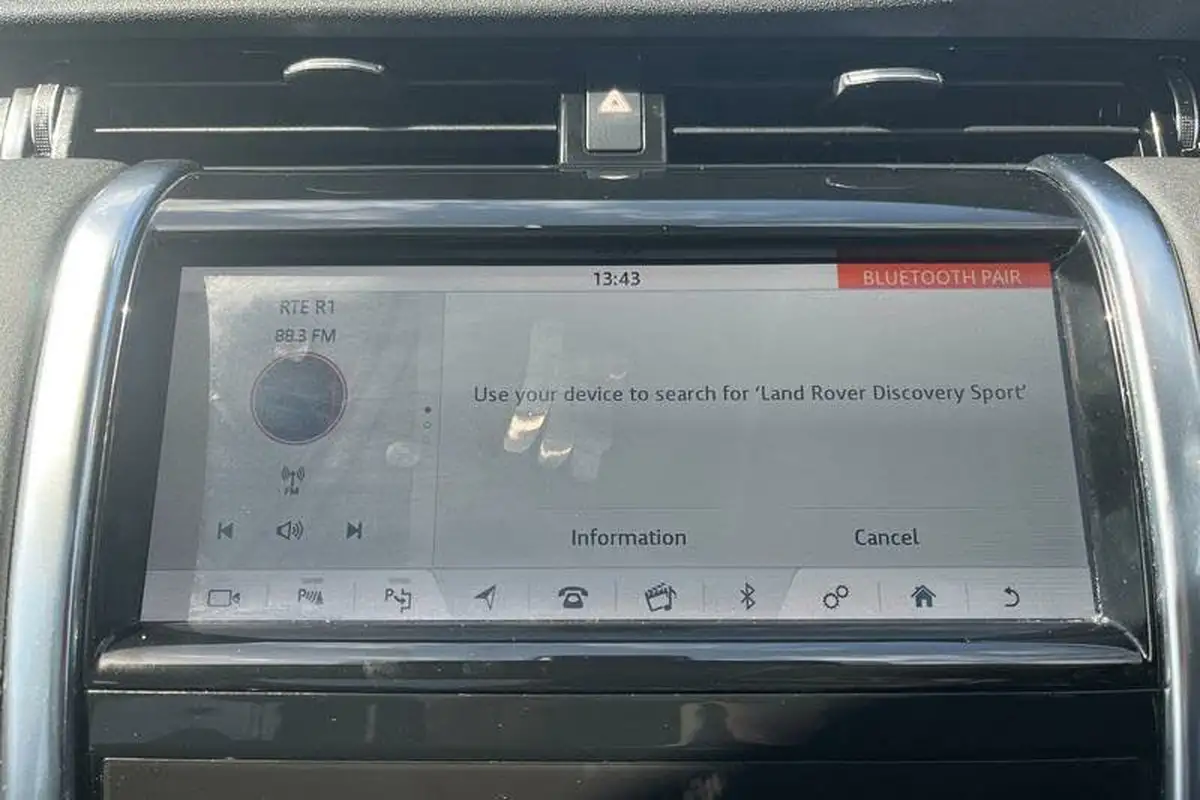 13:43
BLUETOOTH PAIR
RTE R1
88.3 FM
Use your device to search for ‘Land Rover Discovery Sport’
FM
Information
Cancel
P
P